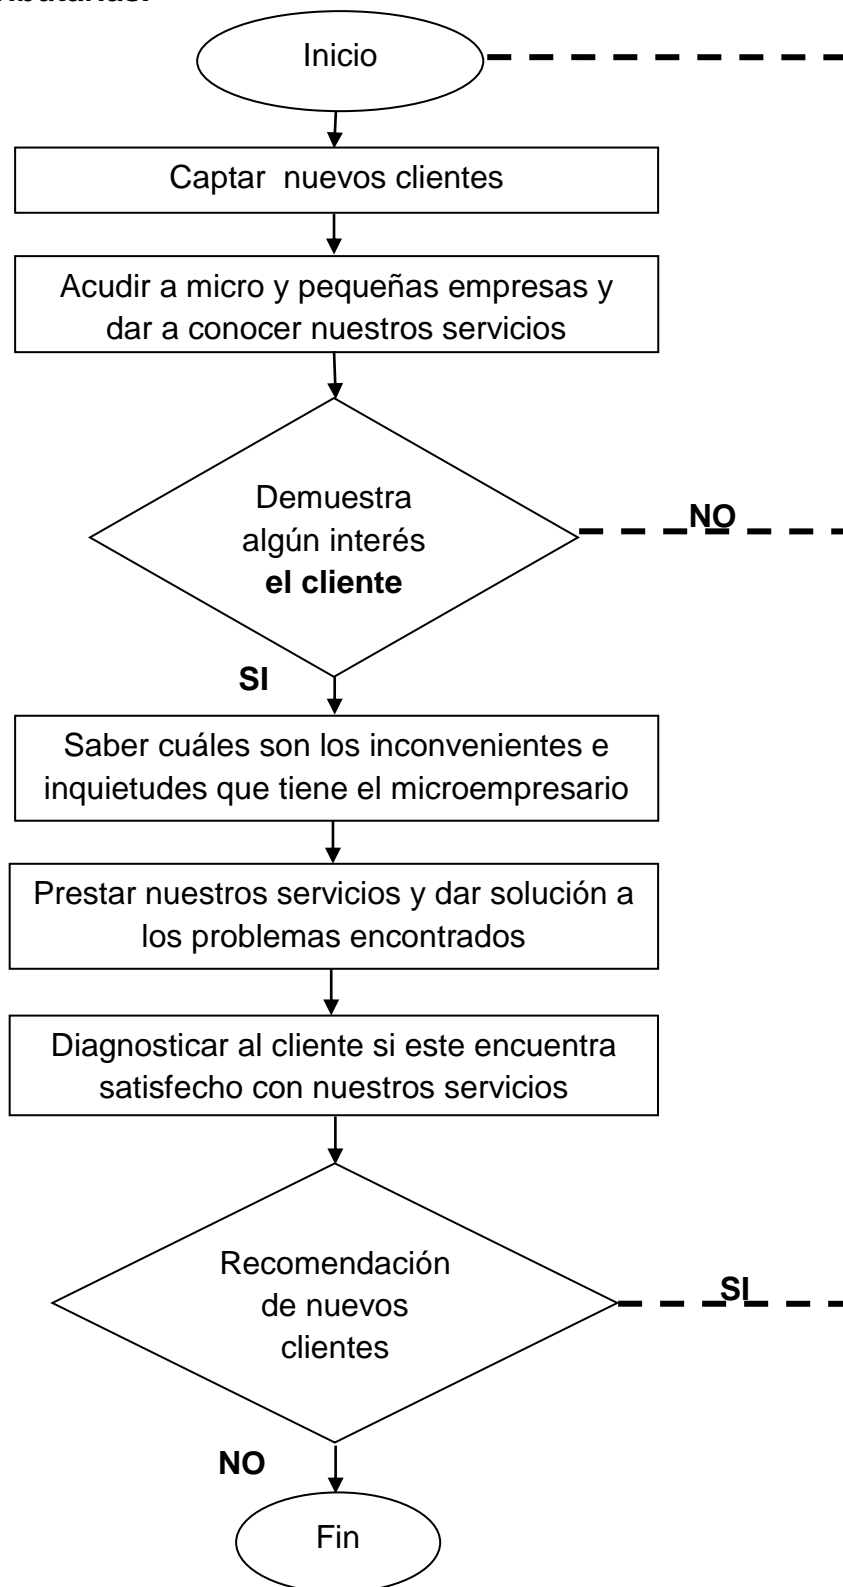 Inicio
Captar nuevos clientes
Acudir a micro y pequeñas empresas y
dar a conocer nuestros servicios
Demuestra
algún interés
el cliente
NO
SI
Saber cuáles son los inconvenientes e
inquietudes que tiene el microempresario
Prestar nuestros servicios y dar solución a
los problemas encontrados
Diagnosticar al cliente si este encuentra
satisfecho con nuestros servicios
Recomendación
de nuevos
clientes
SI
NO
Fin